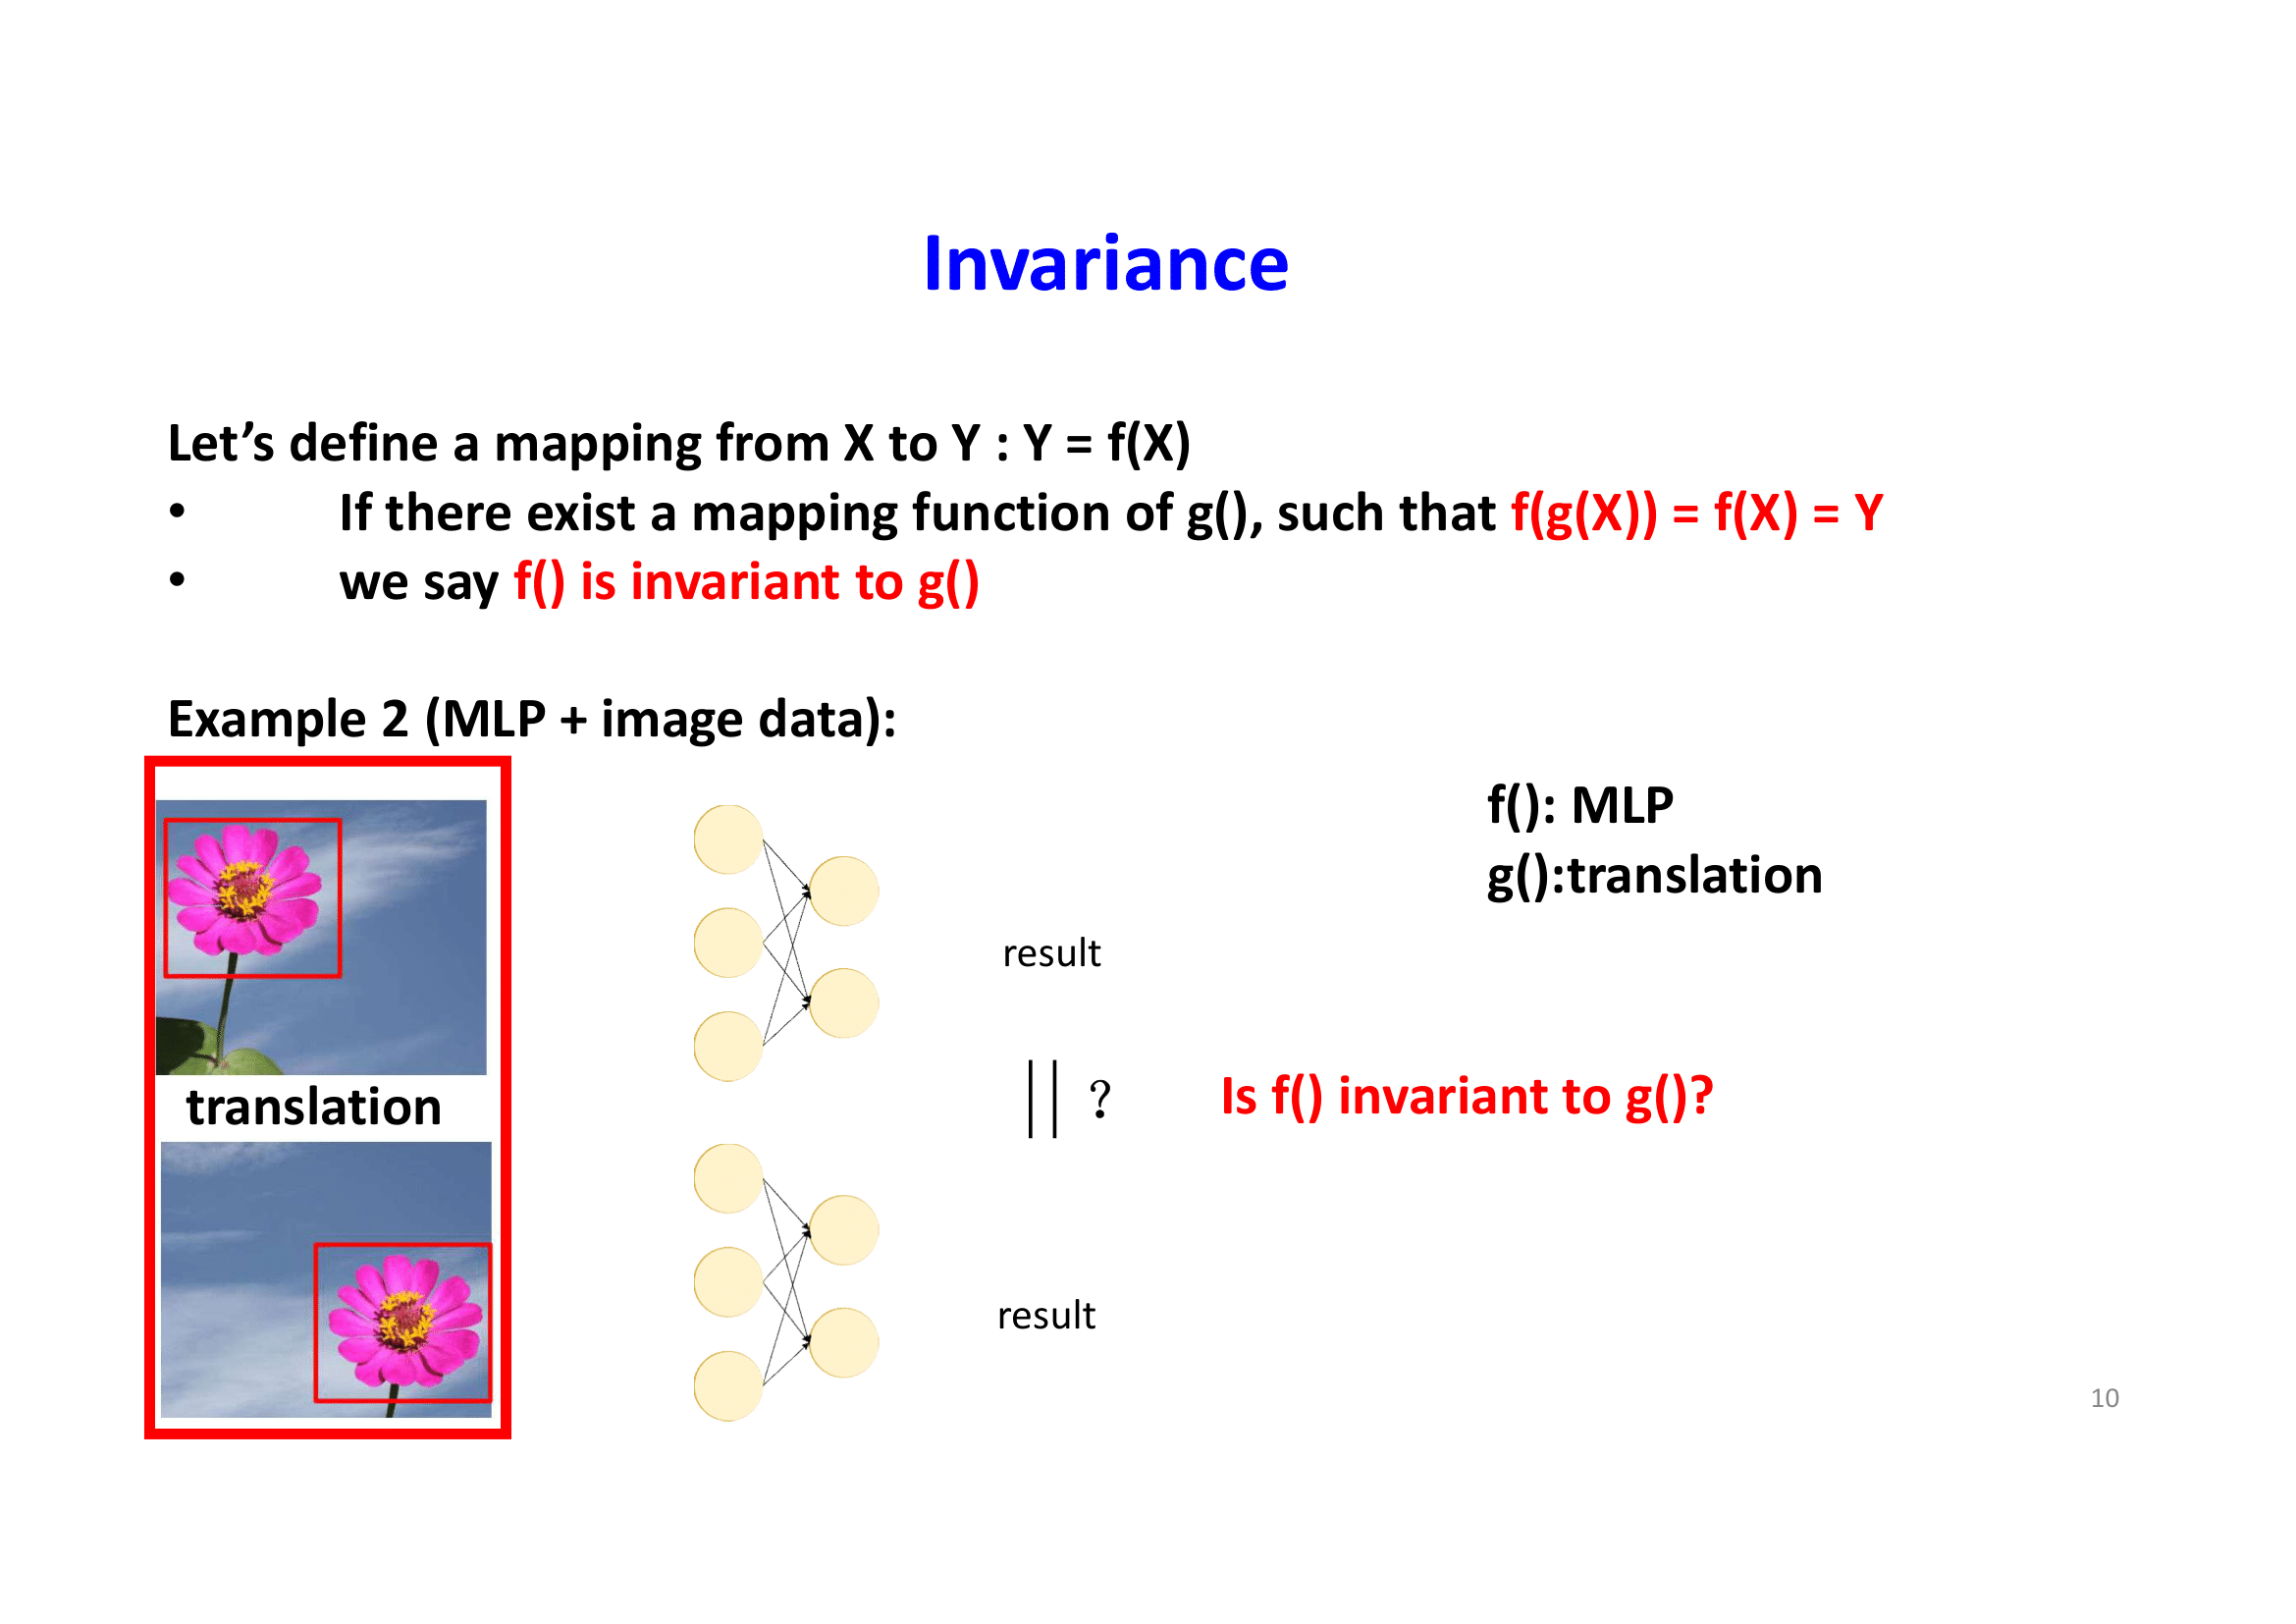 Invariance
Let’s define a mapping from X to Y : Y = f(X)
• If there exist a mapping function of g(), such that f(g(X)) = f(X) = Y
• we say f() is invariant to g()
Example 2 (MLP + image data):
f(): MLP
g():translation
result
translation
|| ?
Is f() invariant to g()?
result
10